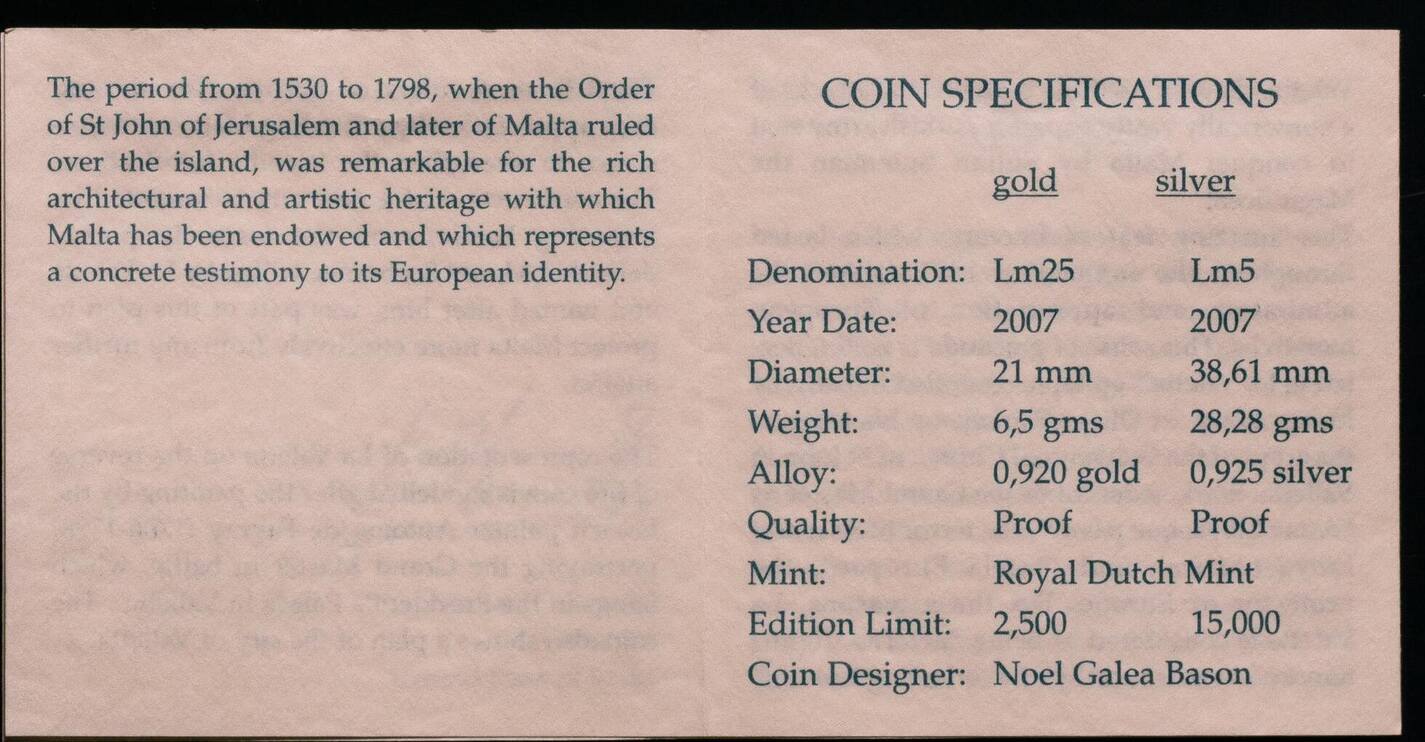 The period from 1530 to 1798, when the Order
of St John of Jerusalem and later of Malta ruled
over the island, was remarkable for the rich
architectural and artistic heritage with which
Malta has been endowed and which represents
a concrete testimony to its European identity.
COIN SPECIFICATIONS
gold silver
Denomination: Lm25 Lm5
Year Date: 2007 2007
Diameter: 21 mm 38,61 mm
Weight: 6,5 gms 28,28 gms
Alloy: 0,920 gold 0,925 silver
Quality: Proof Proof
Mint: Royal Dutch Mint
Edition Limit: 2,500 15,000
Coin Designer: Noel Galea Bason